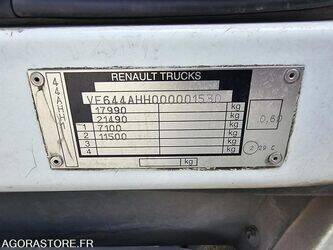 RENAULT TRUCKS
VF644AHH000001530
17990 kg
21490 kg
1 7100 kg
2 11500 kg
3 kg
4
kg
44AHH1
0,60
AGORASTORE.FR